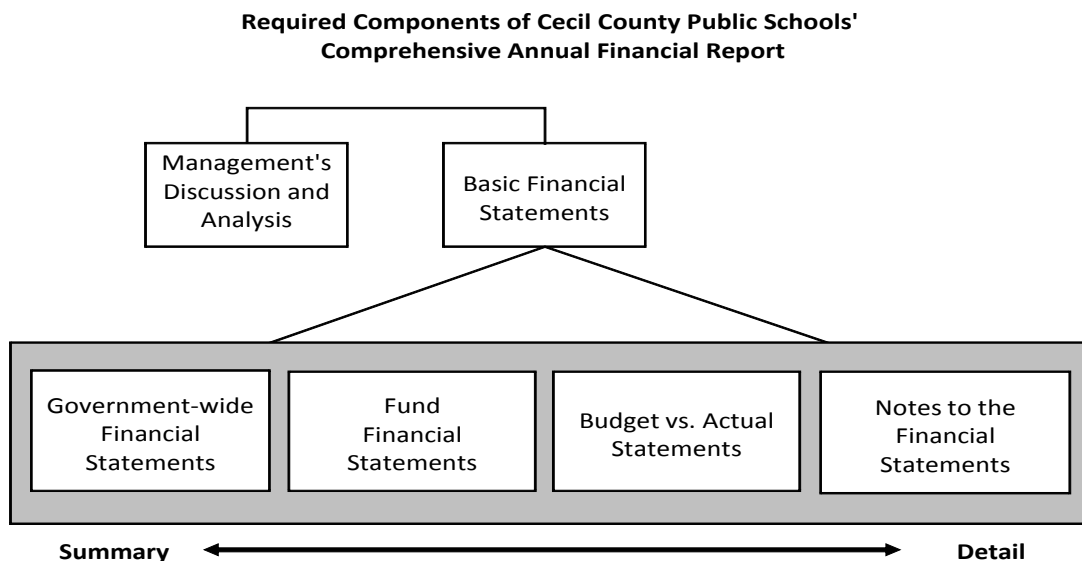 Required Components of Cecil County Public Schools'
Comprehensive Annual Financial Report
Management's
Discussion and
Analysis
Basic Financial
Statements
Government-wide
Financial
Statements
Fund
Financial
Statements
Budget vs. Actual
Statements
Notes to the
Financial
Statements
Summary
Detail